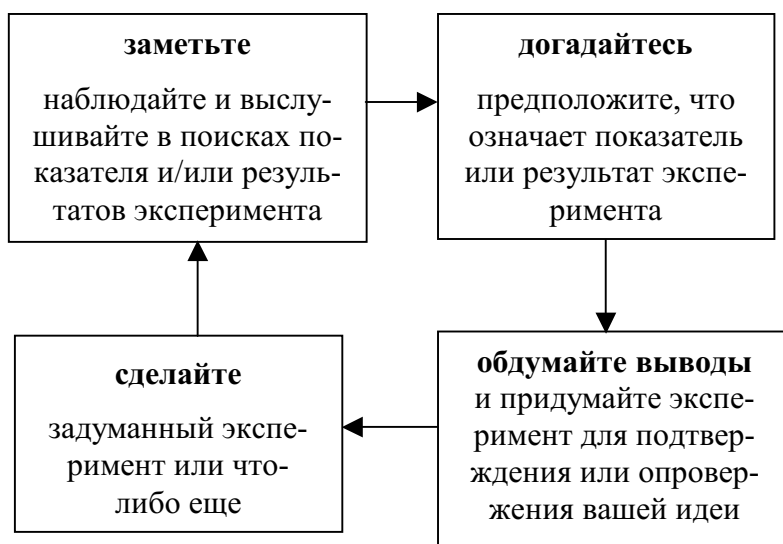 заметьте
наблюдайте и выслу-
шивайте в поисках по-
казателя и/или резуль-
татов эксперимента
догадайтесь
предположите, что
означает показатель
или результат экспе-
римента
обдумайте выводы
и придумайте экспе-
римент для подтвер-
ждения или опровер-
жения вашей идеи
сделайте
задуманный экспе-
римент или что-
либо еще